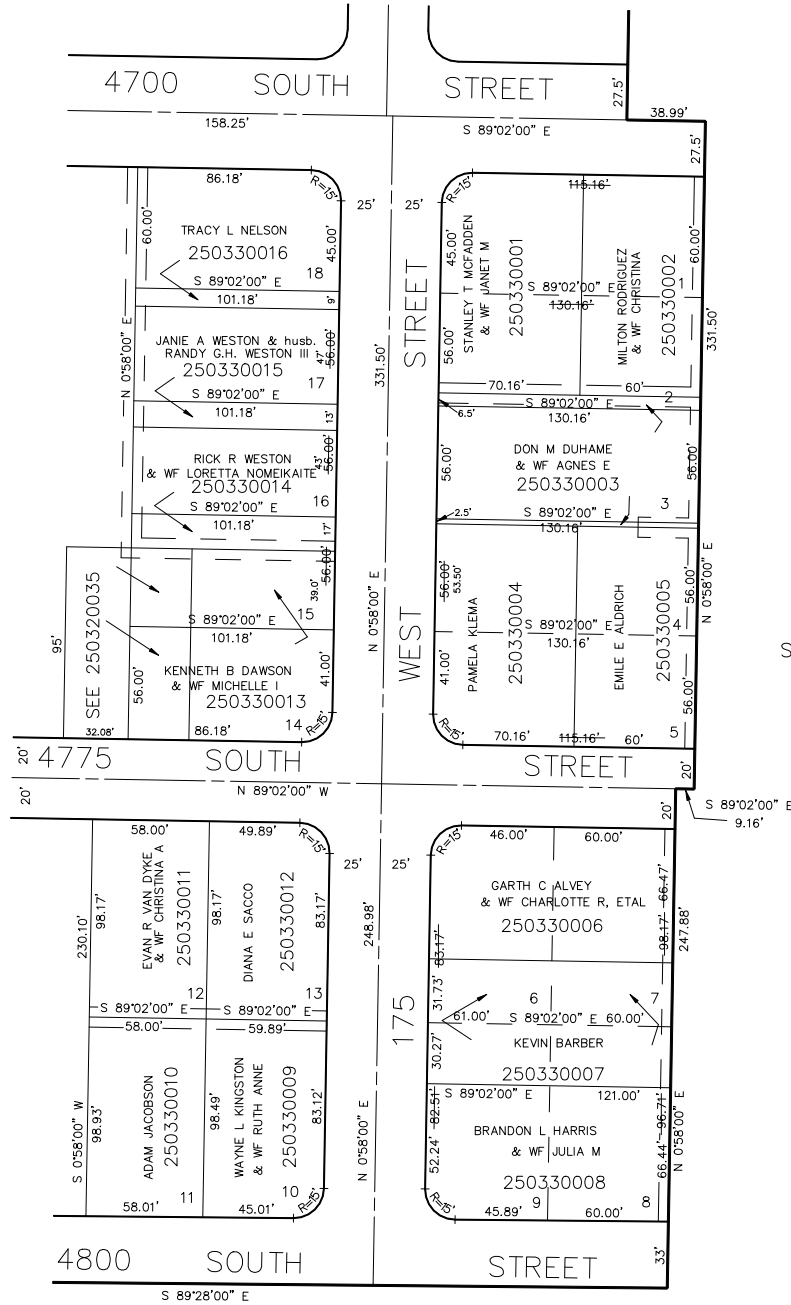 4700 SOUTH STREET
27.5'
38.99'
158.25'
S 89°02'00" E
27.5'
86.18'
R=15'
25'
25'
R=15'
115.16'
60.00'
TRACY L NELSON
250330016
18
45.00'
S 89°02'00" E
101.18'
9'
45.00'
STANLEY T MCFADDEN
& WF JANET M
250330001
S 89°02'00" E
130.16'
MILTON RODRIGUEZ
& WF CHRISTINA
250330002
1
60.00'
331.50'
N 0°58'00" E
JANIE A WESTON & husb.
RANDY G.H. WESTON III
250330015
17
47'
56.00'
S 89°02'00" E
101.18'
13'
331.50'
STREET
56.00'
70.16'
60'
2
S 89°02'00" E
130.16'
6.5'
RICK R WESTON
& WF LORETTA NOMEIKAITE
250330014
16
43'
56.00'
S 89°02'00" E
101.18'
17'
56.00'
DON M DUHAME
& WF AGNES E
250330003
3
56.00'
S 89°02'00" E
130.16'
2.5'
SEE 250320035
95'
32.08'
56.00'
39.0'
56.00'
15
S 89°02'00" E
101.18'
KENNETH B DAWSON
& WF MICHELLE I
250330013
14
41.00'
86.18'
R=15'
N 0°58'00" E
WEST
56.00'
53.50'
41.00'
PAMELA KLEMA
250330004
S 89°02'00" E
130.16'
EMILE E ALDRICH
250330005
4
56.00'
56.00'
5
N 0°58'00" E
S
R=15'
70.16'
115.16'
60'
20'
4775 SOUTH STREET
20'
N 89°02'00" W
20'
20'
S 89°02'00" E
9.16'
58.00'
49.89'
R=15'
25'
25'
R=15'
46.00'
60.00'
230.10'
98.17'
EVAN R VAN DYKE
& WF CHRISTINA A
250330011
12
98.17'
DIANA E SACCO
250330012
13
83.17'
S 89°02'00" E
S 89°02'00" E
58.00'
59.89'
248.98'
GARTH C ALVEY
& WF CHARLOTTE R, ETAL
250330006
83.17'
66.47'
98.17'
247.88'
31.73'
6
7
61.00'
S 89°02'00" E
60.00'
175
30.27'
KEVIN BARBER
250330007
S 89°02'00" E
121.00'
S 0°58'00" W
98.93'
ADAM JACOBSON
250330010
11
98.49'
WAYNE L KINGSTON
& WF RUTH ANNE
250330009
10
83.12'
58.01'
45.01'
R=15'
N 0°58'00" E
82.51'
52.24'
BRANDON L HARRIS
& WF JULIA M
250330008
9
8
96.71'
66.44'
N 0°58'00" E
R=15'
45.89'
60.00'
33'
4800 SOUTH STREET
S 89°28'00" E